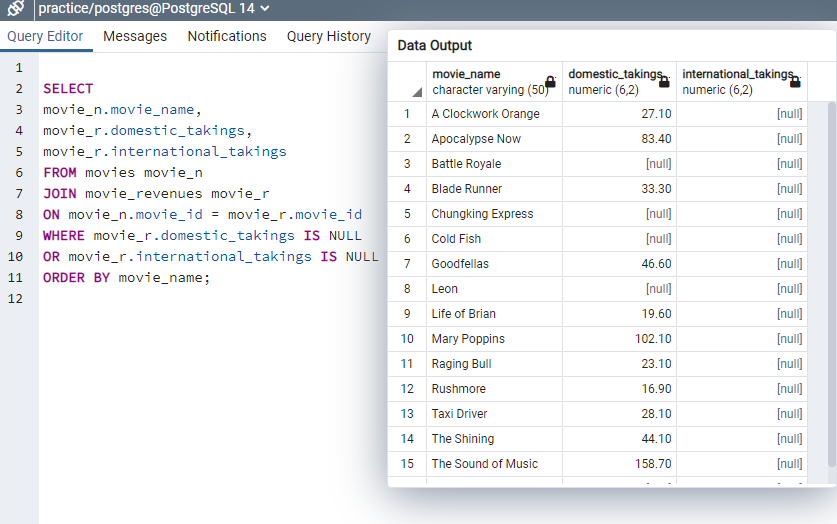 practice/postgres@PostgreSQL 14
Query Editor Messages Notifications Query History
1
2 SELECT
3 movie_n.movie_name,
4 movie_r.domestic_takings,
5 movie_r.international_takings
6 FROM movies movie_n
7 JOIN movie_revenues movie_r
8 ON movie_n.movie_id = movie_r.movie_id
9 WHERE movie_r.domestic_takings IS NULL
10 OR movie_r.international_takings IS NULL
11 ORDER BY movie_name;
12
Data Output
movie_name domestic_takings international_takings
character varying (50) numeric (6,2) numeric (6,2)
1 A Clockwork Orange 27.10 [null]
2 Apocalypse Now 83.40 [null]
3 Battle Royale [null] [null]
4 Blade Runner 33.30 [null]
5 Chungking Express [null] [null]
6 Cold Fish [null] [null]
7 Goodfellas 46.60 [null]
8 Leon [null] [null]
9 Life of Brian 19.60 [null]
10 Mary Poppins 102.10 [null]
11 Raging Bull 23.10 [null]
12 Rushmore 16.90 [null]
13 Taxi Driver 28.10 [null]
14 The Shining 44.10 [null]
15 The Sound of Music 158.70 [null]